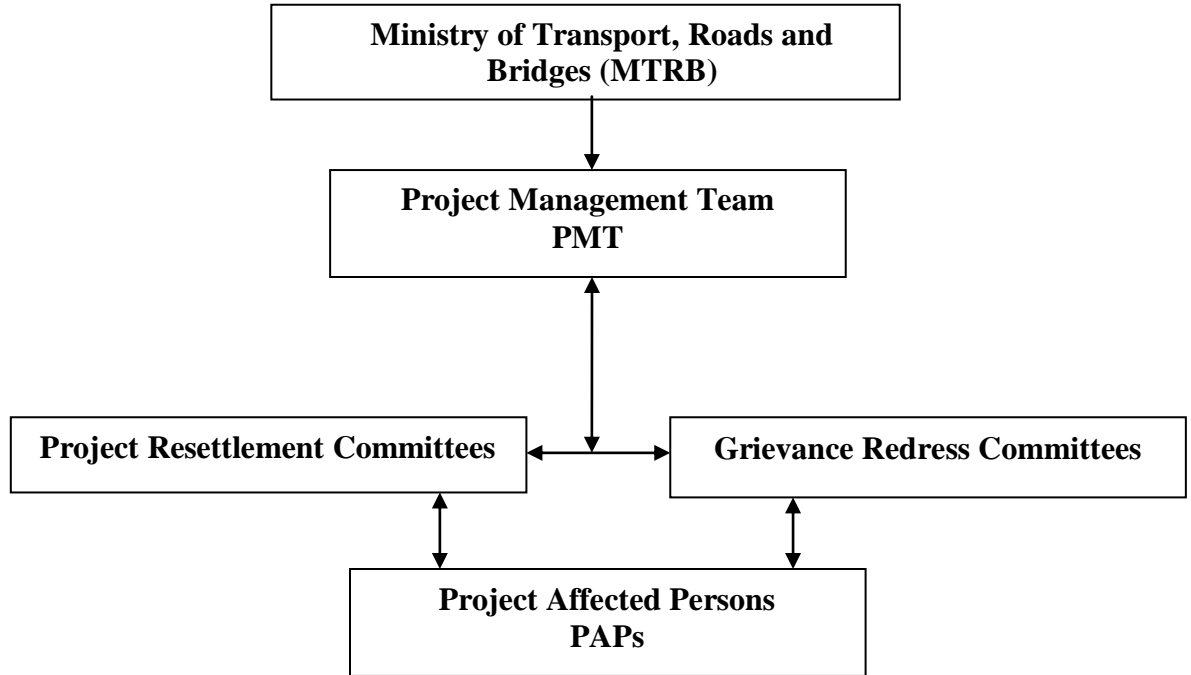 Ministry of Transport, Roads and
Bridges (MTRB)
Project Management Team
PMT
Project Resettlement Committees
Grievance Redress Committees
Project Affected Persons
PAPs